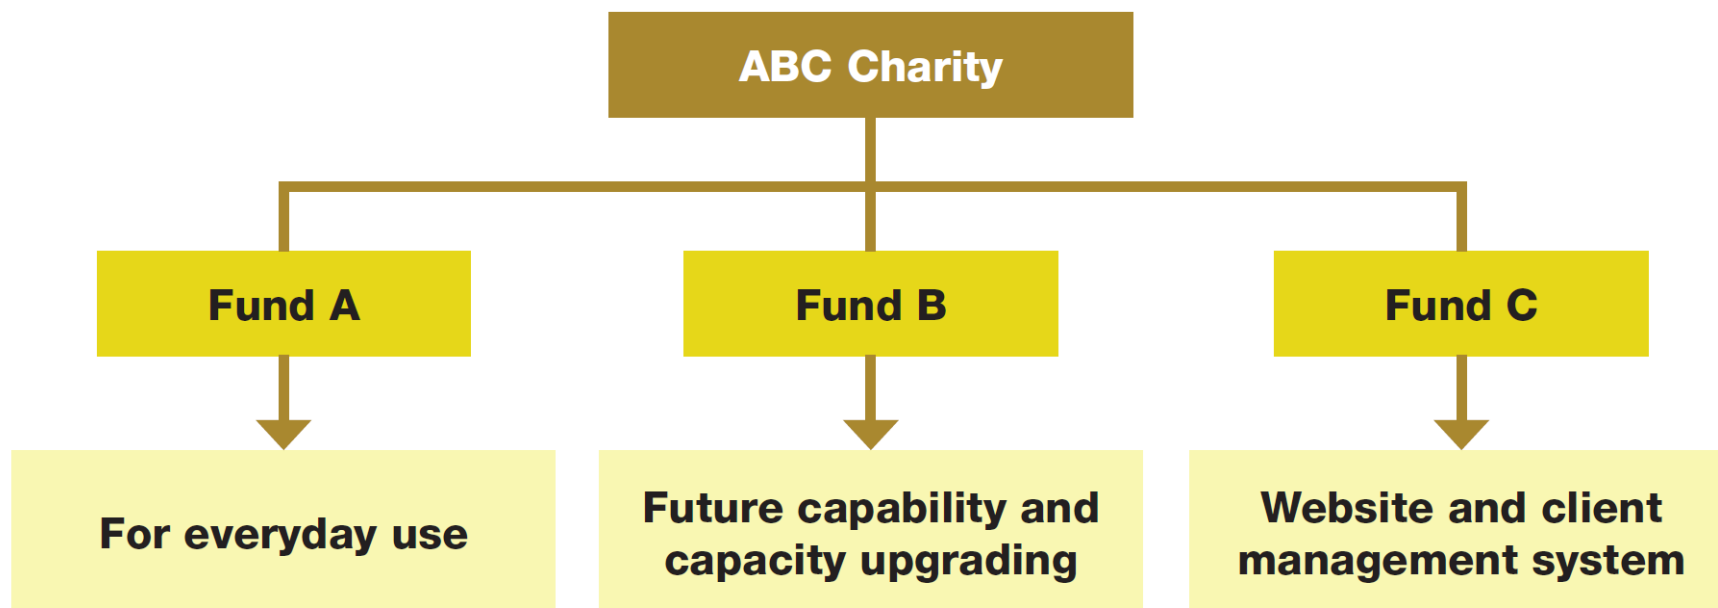 ABC Charity
Fund A
Fund B
Fund C
For everyday use
Future capability and
capacity upgrading
Website and client
management system